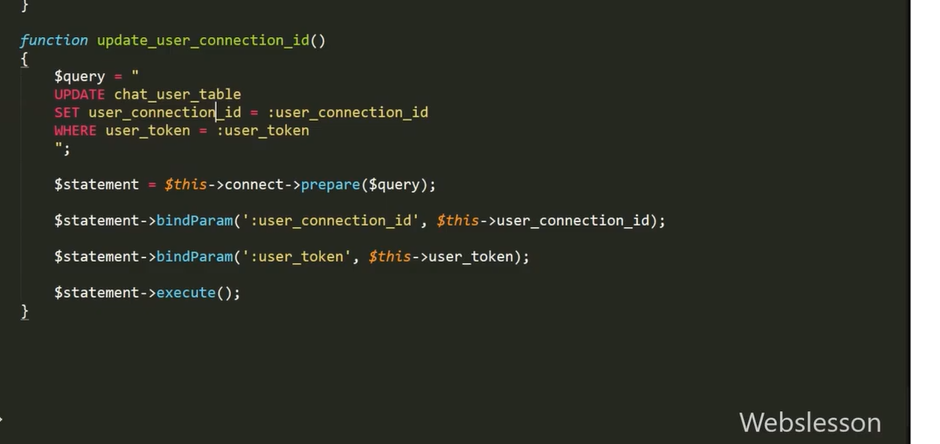 }
function update_user_connection_id()
{
$query = "
UPDATE chat_user_table
SET user_connection_id = :user_connection_id
WHERE user_token = :user_token
";
$statement = $this->connect->prepare($query);
$statement->bindParam(':user_connection_id', $this->user_connection_id);
$statement->bindParam(':user_token', $this->user_token);
$statement->execute();
}
Webslesson